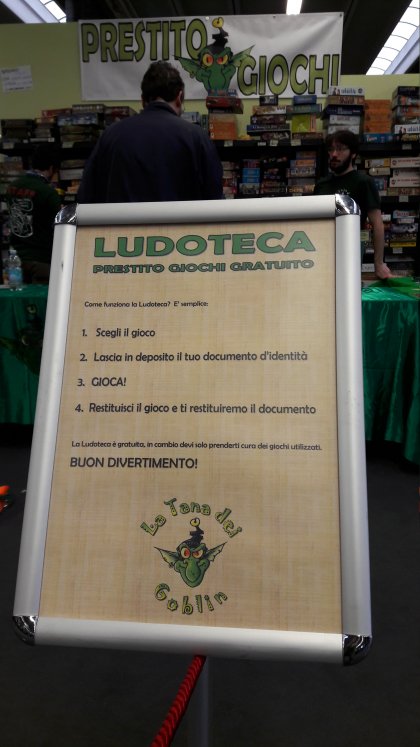 PRESTITO
GIOCHI
LUDOTECA
PRESTITO GIOCHI GRATUITO
Come funziona la Ludoteca? E' semplice:
1. Scegli il gioco
2. Lascia in deposito il tuo documento d'identità
3. GIOCA!
4. Restituisci il gioco e ti restituiremo il documento
La Ludoteca è gratuita, in cambio devi solo prenderti cura dei giochi utilizzati.
BUON DIVERTIMENTO!
La Tana dei
Goblin